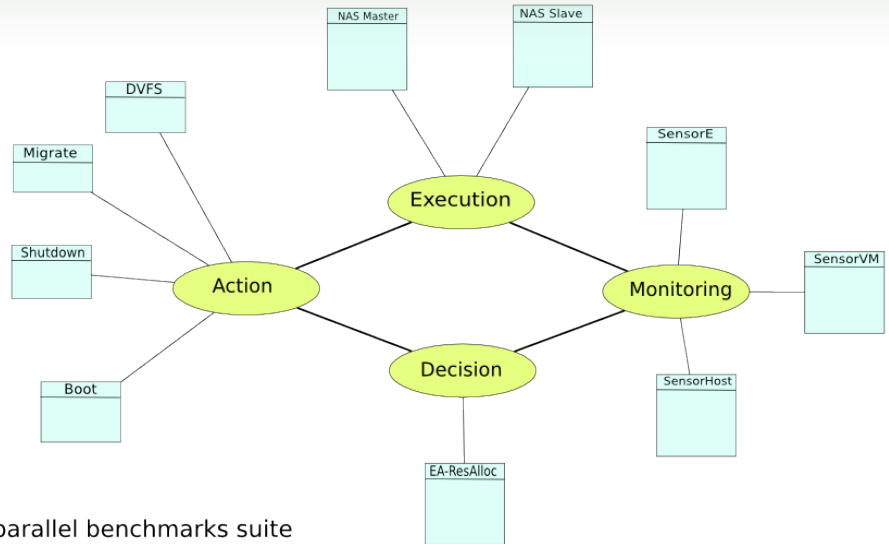 NAS Master
NAS Slave
DVFS
SensorE
Migrate
Execution
Shutdown
SensorVM
Action
Monitoring
Decision
Boot
SensorHost
EA-ResAlloc
parallel benchmarks suite